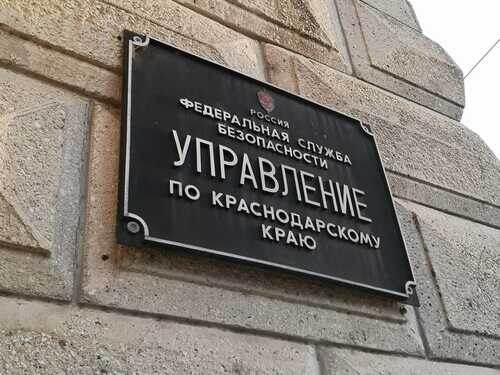 РОССИЯ
ФЕДЕРАЛЬНАЯ СЛУЖБА
БЕЗОПАСНОСТИ
УПРАВЛЕНИЕ
ПО КРАСНОДАРСКОМУ
КРАЮ